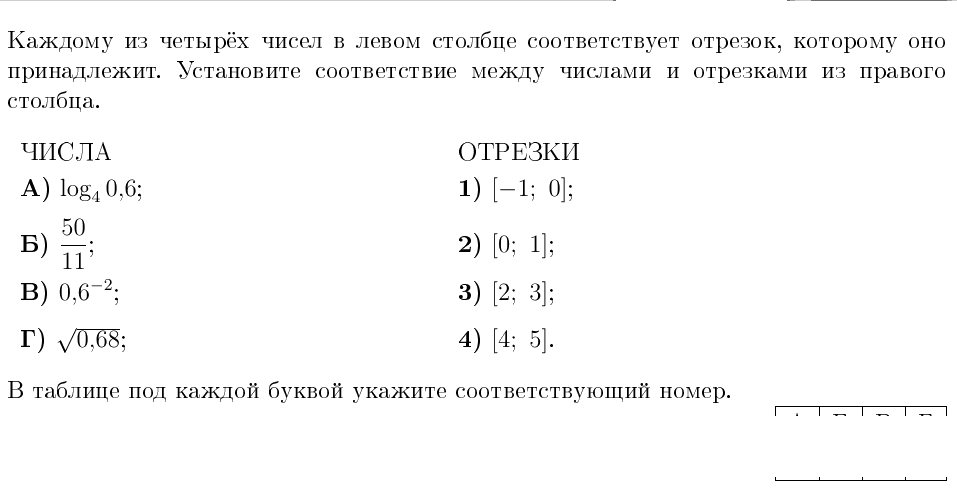 Каждому из четырёх чисел в левом столбце соответствует отрезок, которому оно
принадлежит. Установите соответствие между числами и отрезками из правого
столбца.
ЧИСЛА ОТРЕЗКИ
А) log₄ 0,6; 1) [−1; 0];
Б) 50/11; 2) [0; 1];
В) 0,6⁻²; 3) [2; 3];
Г) √0,68; 4) [4; 5].
В таблице под каждой буквой укажите соответствующий номер.